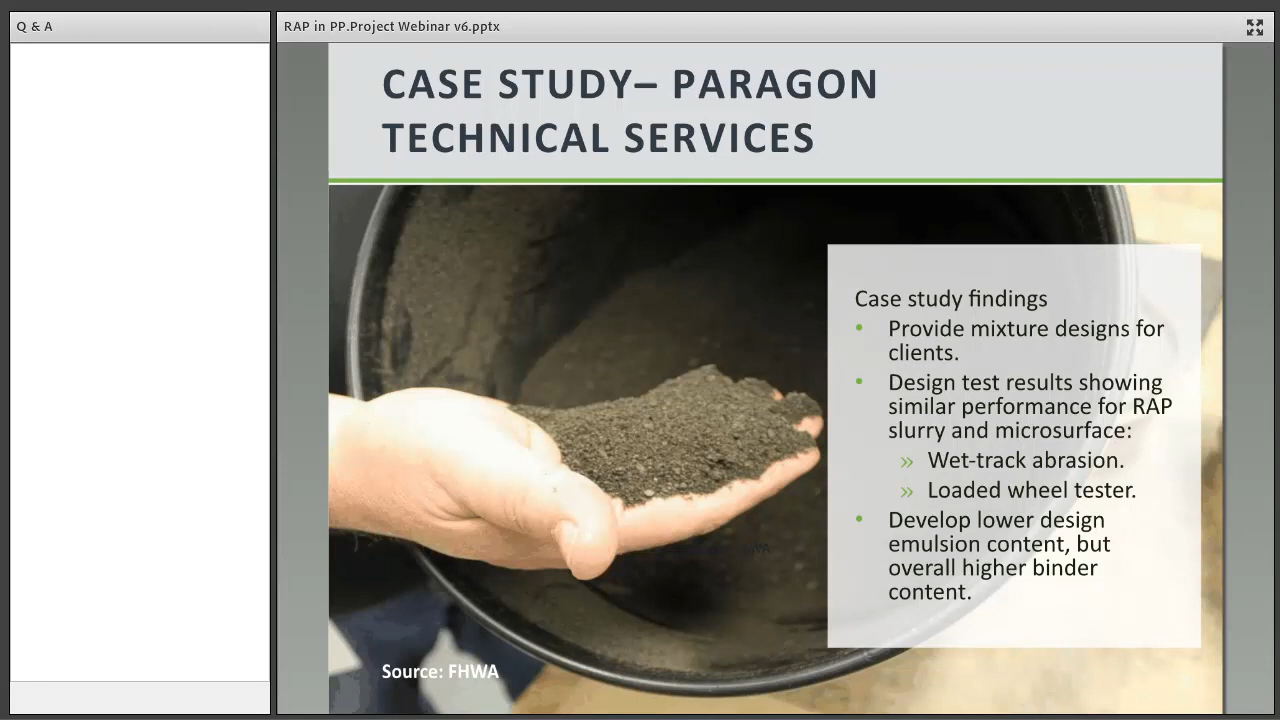 Q & A
RAP in PP.Project Webinar v6.pptx
CASE STUDY– PARAGON
TECHNICAL SERVICES
Case study findings
• Provide mixture designs for
clients.
• Design test results showing
similar performance for RAP
slurry and microsurface:
» Wet-track abrasion.
» Loaded wheel tester.
• Develop lower design
emulsion content, but
overall higher binder
content.
Source: FHWA